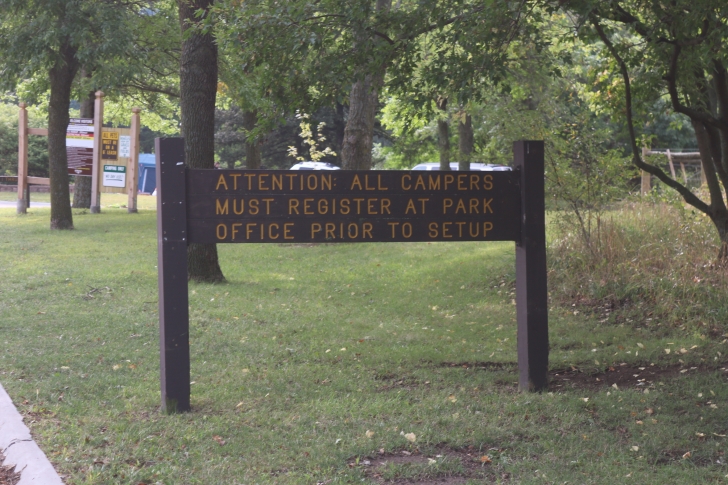 ATTENTION: ALL CAMPERS
MUST REGISTER AT PARK
OFFICE PRIOR TO SETUP